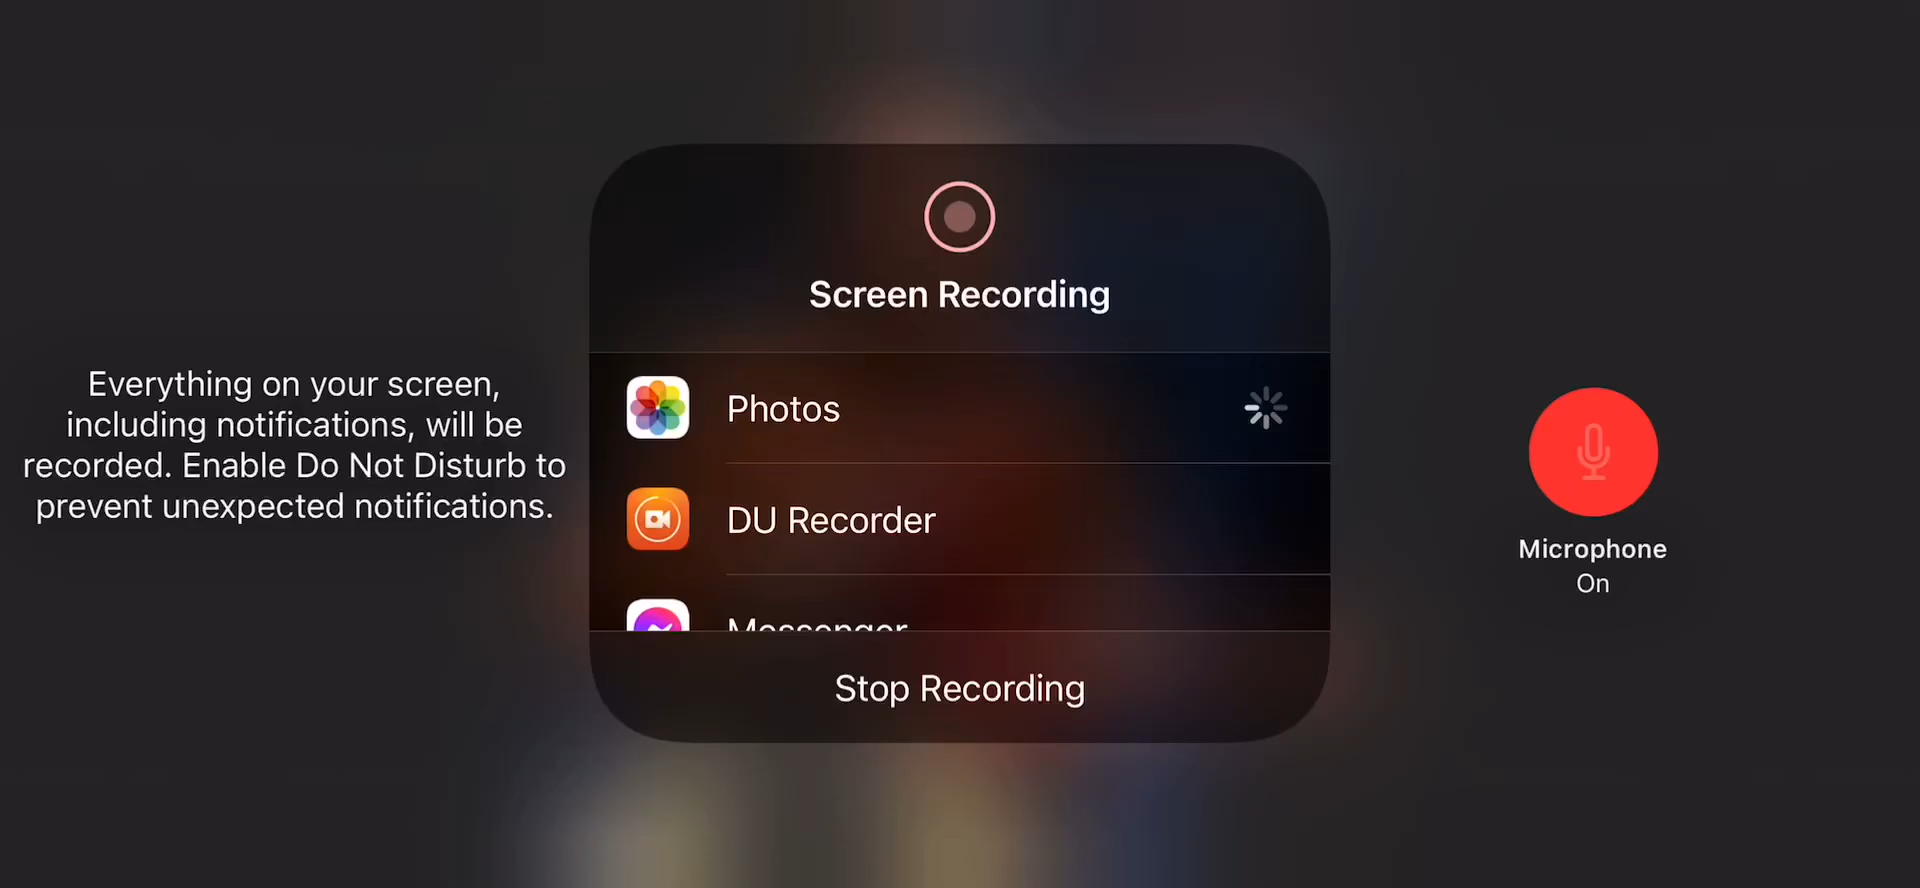 Everything on your screen,
including notifications, will be
recorded. Enable Do Not Disturb to
prevent unexpected notifications.
Screen Recording
Photos
DU Recorder
Messenger
Stop Recording
Microphone
On